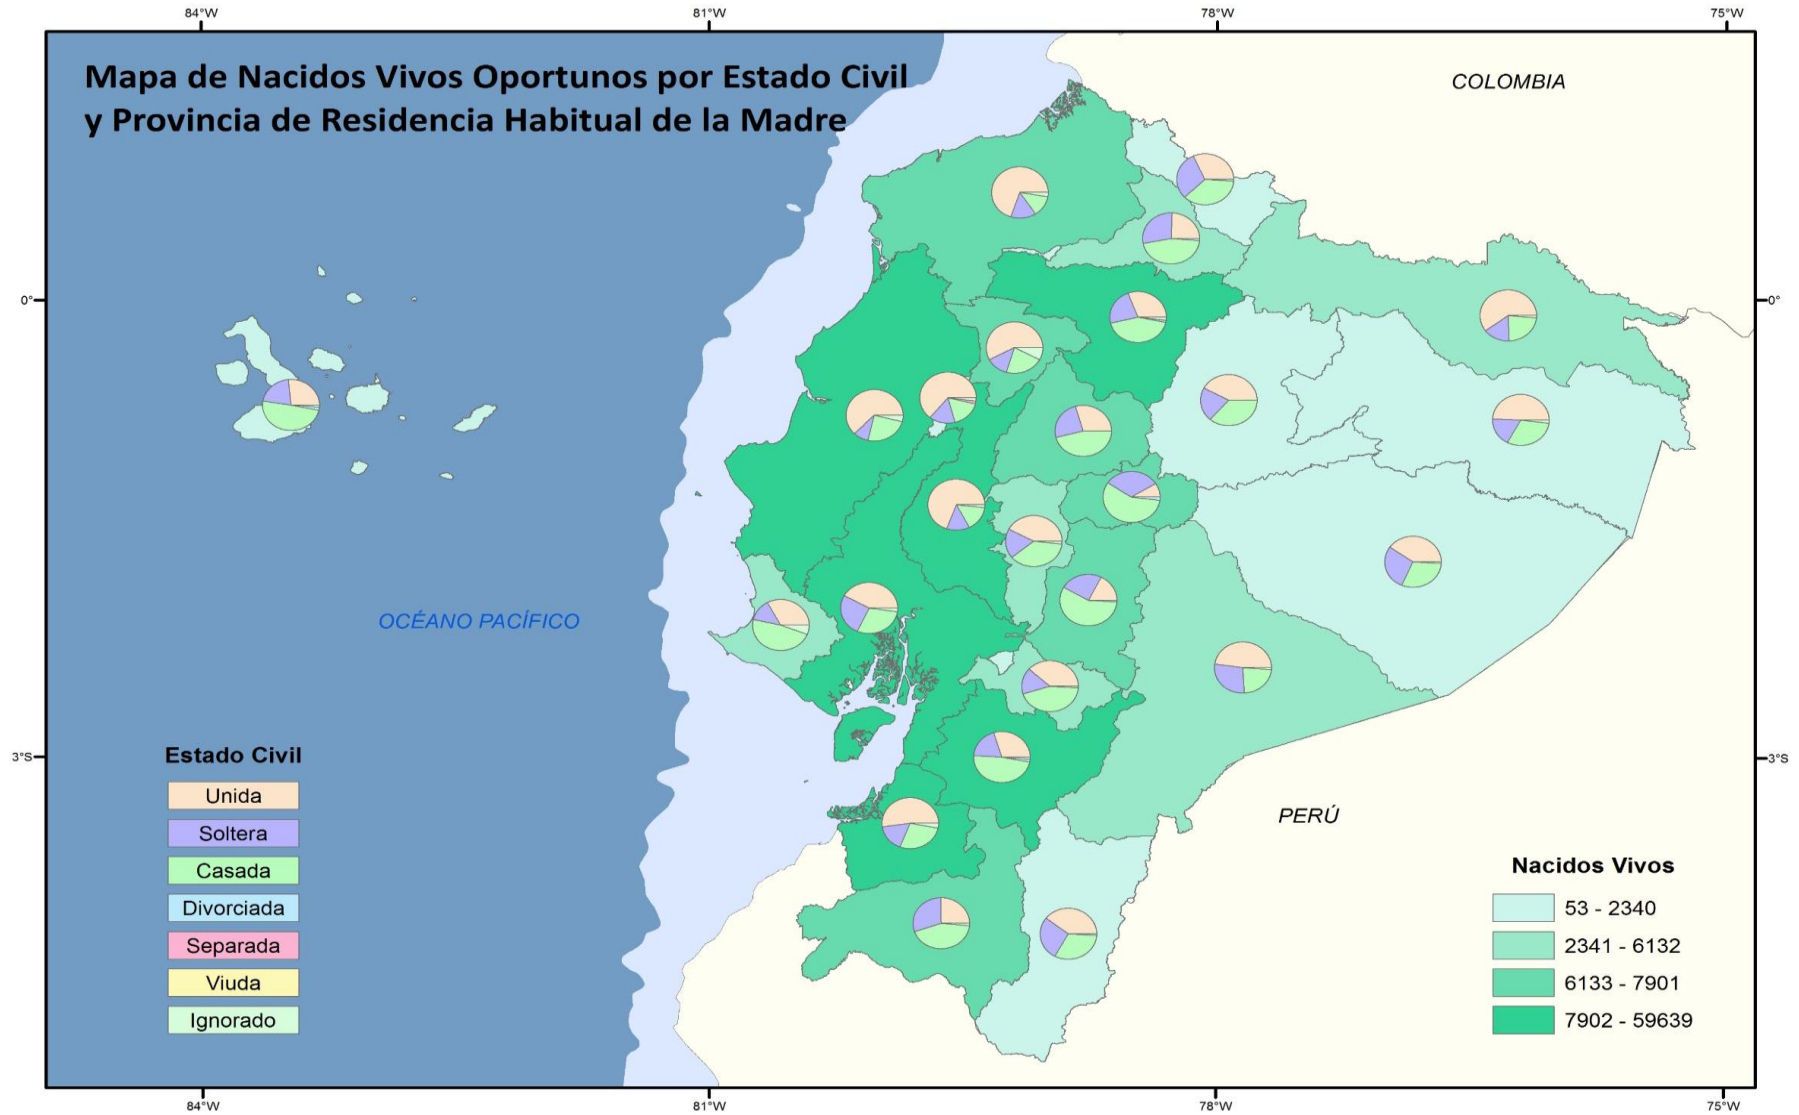 84°W
81°W
78°W
75°W
Mapa de Nacidos Vivos Oportunos por Estado Civil
y Provincia de Residencia Habitual de la Madre
COLOMBIA
0°
0°
OCÉANO PACÍFICO
3°S
3°S
PERÚ
Estado Civil
Unida
Soltera
Casada
Divorciada
Separada
Viuda
Ignorado
Nacidos Vivos
53 - 2340
2341 - 6132
6133 - 7901
7902 - 59639
84°W
81°W
78°W
75°W